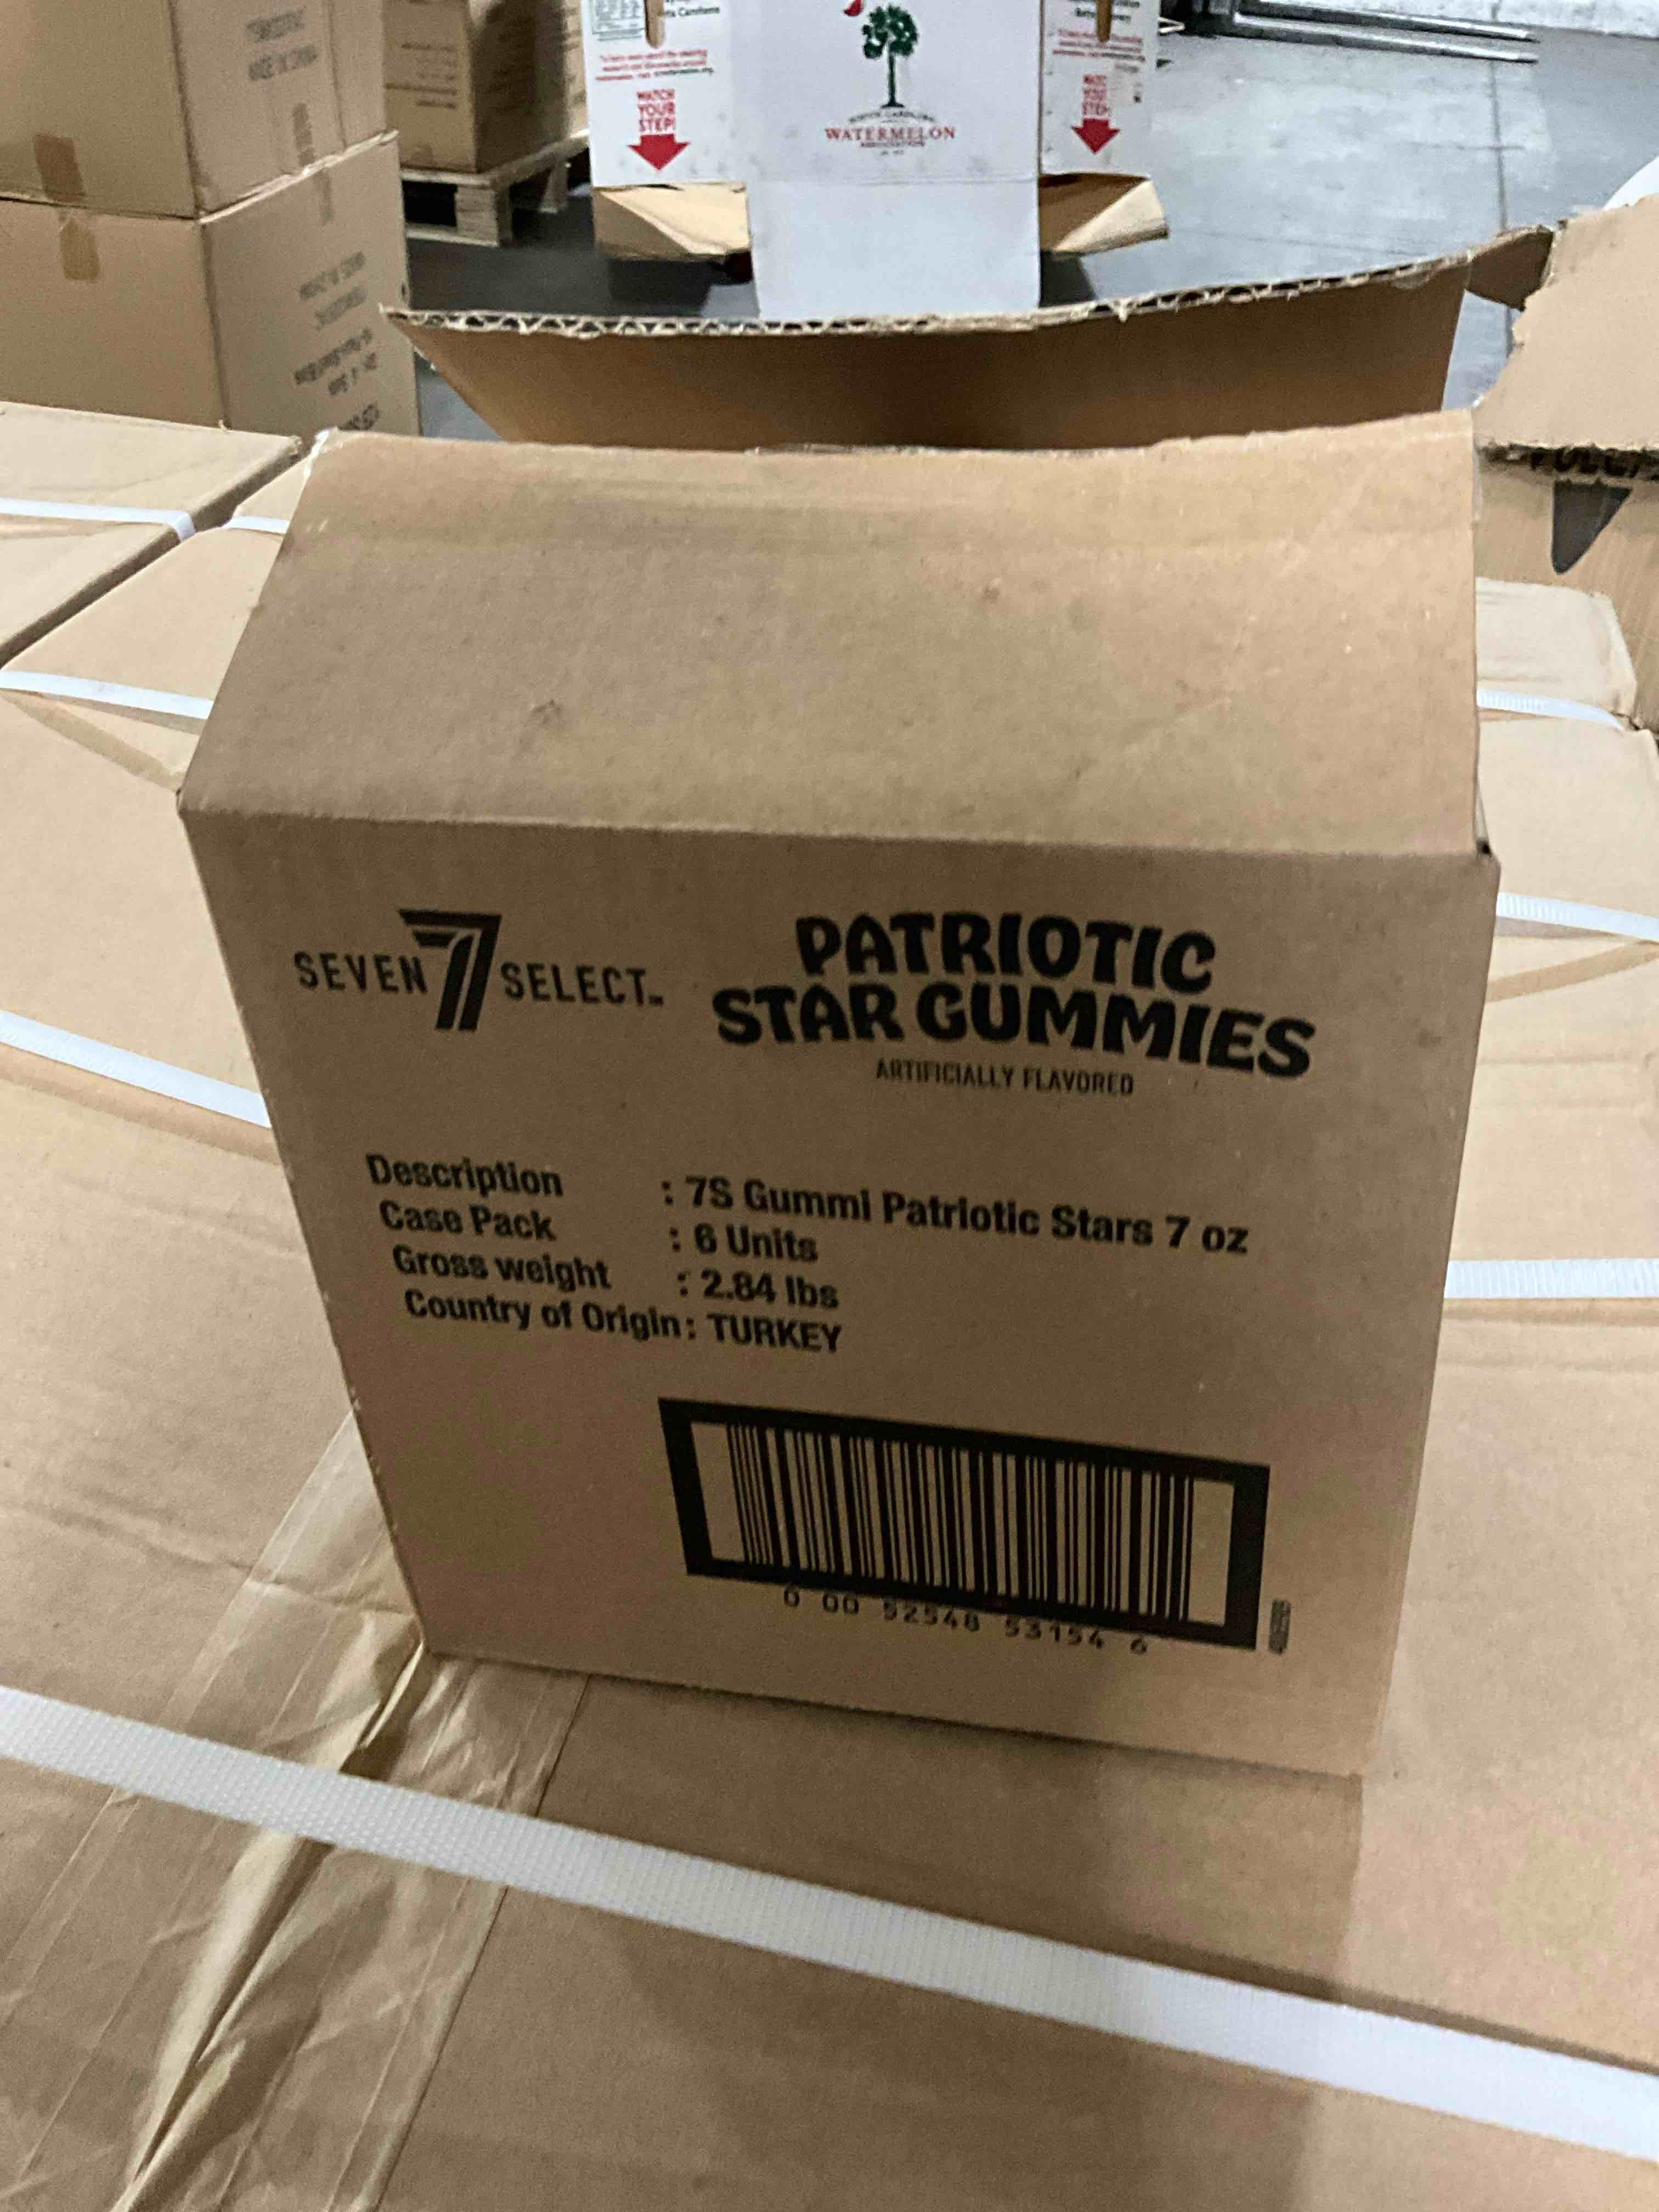 WATCH
YOUR
STEP!
WATERMELON
ASSOCIATION
WATCH
YOUR
STEP!
SEVEN 7 SELECT™
PATRIOTIC
STAR GUMMIES
ARTIFICIALLY FLAVORED
Description : 7S Gummi Patriotic Stars 7 oz
Case Pack : 6 Units
Gross weight : 2.84 lbs
Country of Origin : TURKEY
0 00 52548 53154 6